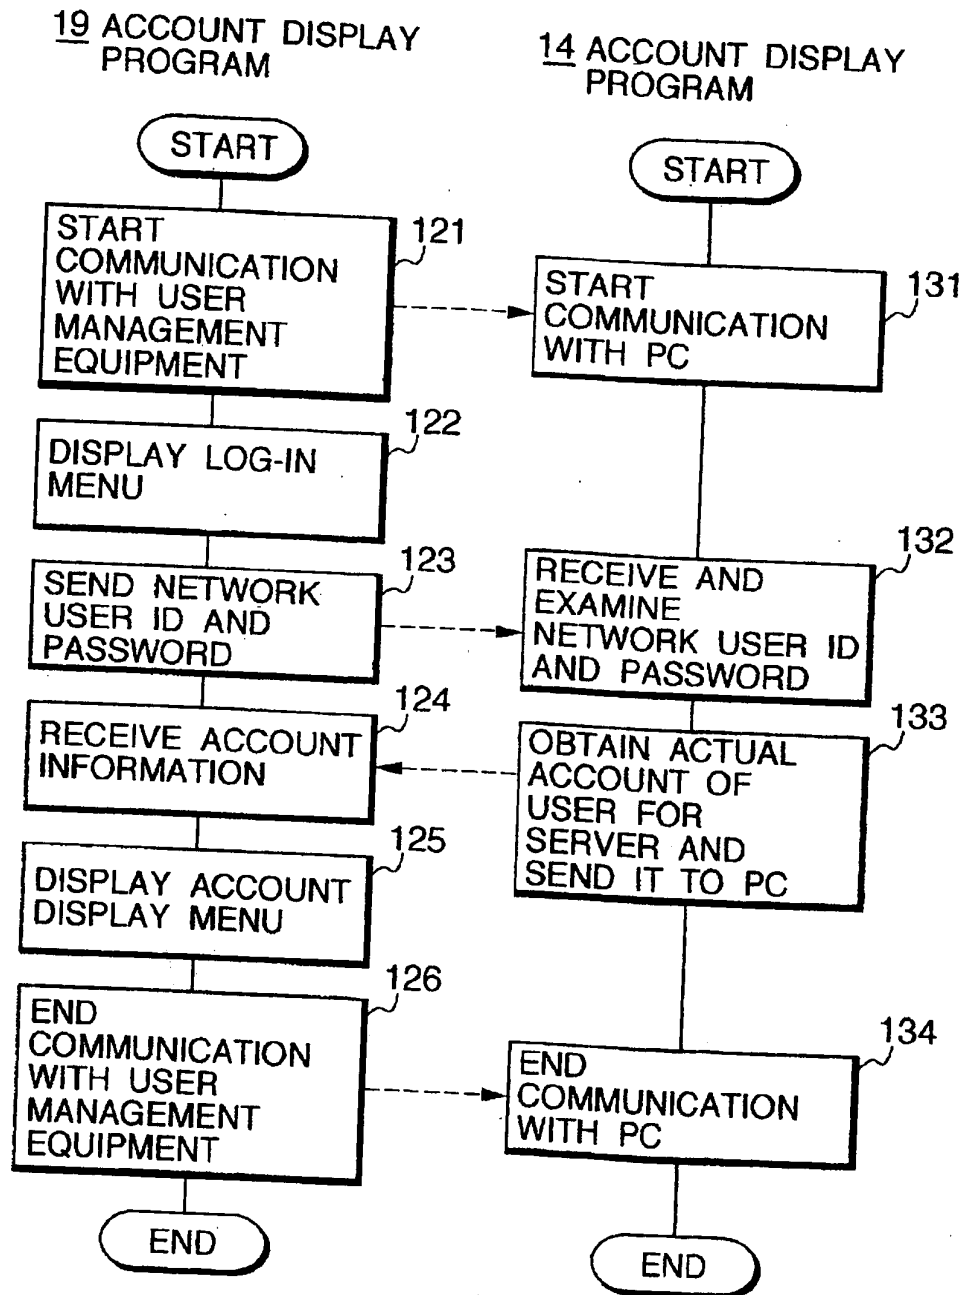 19 ACCOUNT DISPLAY
PROGRAM
START
START
COMMUNICATION
WITH USER
MANAGEMENT
EQUIPMENT
121
DISPLAY LOG-IN
MENU
122
SEND NETWORK
USER ID AND
PASSWORD
123
RECEIVE ACCOUNT
INFORMATION
124
DISPLAY ACCOUNT
DISPLAY MENU
125
END
COMMUNICATION
WITH USER
MANAGEMENT
EQUIPMENT
126
END
14 ACCOUNT DISPLAY
PROGRAM
START
START
COMMUNICATION
WITH PC
131
RECEIVE AND
EXAMINE
NETWORK USER ID
AND PASSWORD
132
OBTAIN ACTUAL
ACCOUNT OF
USER FOR
SERVER AND
SEND IT TO PC
133
END
COMMUNICATION
WITH PC
134
END